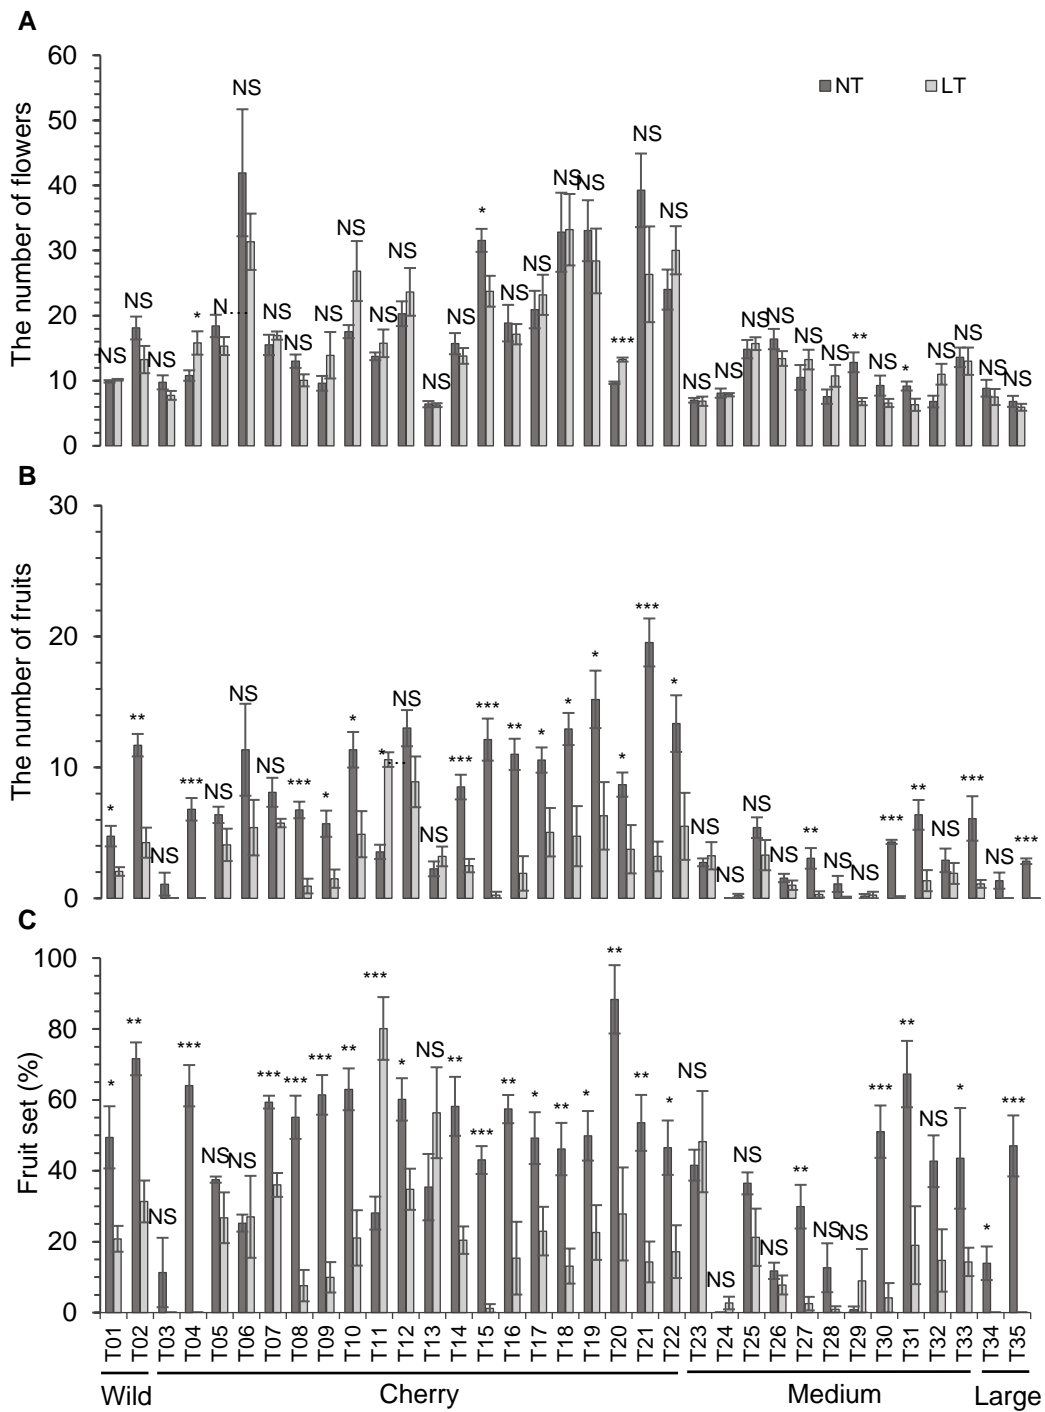 A
The number of flowers
60
50
40
30
20
10
0
NT LT
NS NS NS * N... NS NS NS NS NS NS NS NS NS * NS NS NS NS *** NS NS NS NS NS NS NS NS ** NS * NS NS NS NS
B
The number of fruits
30
20
10
0
* ** NS *** NS NS NS *** * * *... NS NS *** *** ** * * * * *** * NS NS NS NS ** NS NS *** ** NS *** NS ***
C
Fruit set (%)
100
80
60
40
20
0
* ** NS *** NS NS *** *** *** ** *** * NS ** *** ** * ** * ** ** * NS NS NS NS ** NS NS *** ** NS * * ***
T01 T02 T03 T04 T05 T06 T07 T08 T09 T10 T11 T12 T13 T14 T15 T16 T17 T18 T19 T20 T21 T22 T23 T24 T25 T26 T27 T28 T29 T30 T31 T32 T33 T34 T35
Wild Cherry Medium Large